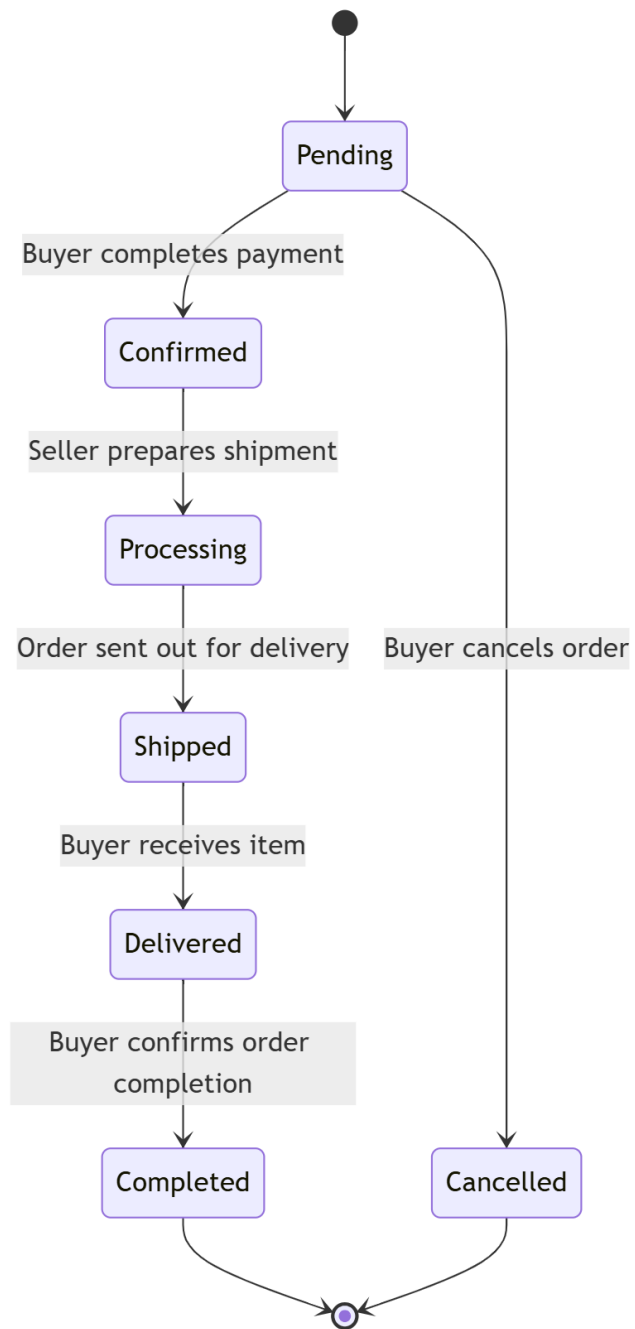 Pending
Buyer completes payment
Confirmed
Seller prepares shipment
Processing
Order sent out for delivery
Buyer cancels order
Shipped
Buyer receives item
Delivered
Buyer confirms order
completion
Completed
Cancelled